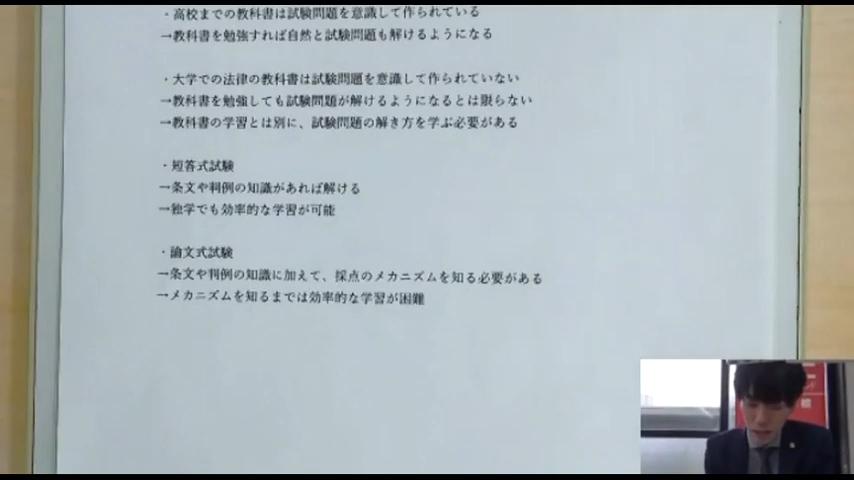 ・高校までの教科書は試験問題を意識して作られている
→教科書を勉強すれば自然と試験問題も解けるようになる
・大学での法律の教科書は試験問題を意識して作られていない
→教科書を勉強しても試験問題が解けるようになるとは限らない
→教科書の学習とは別に、試験問題の解き方を学ぶ必要がある
・短答式試験
→条文や判例の知識があれば解ける
→独学でも効率的な学習が可能
・論文式試験
→条文や判例の知識に加えて、採点のメカニズムを知る必要がある
→メカニズムを知るまでは効率的な学習が困難